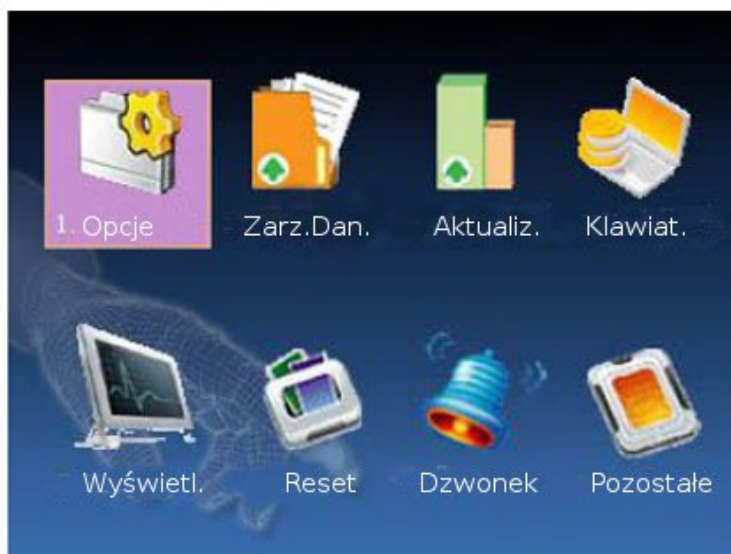 1. Opcje
Zarz.Dan.
Aktualiz.
Klawiat.
Wyświetl.
Reset
Dzwonek
Pozostałe